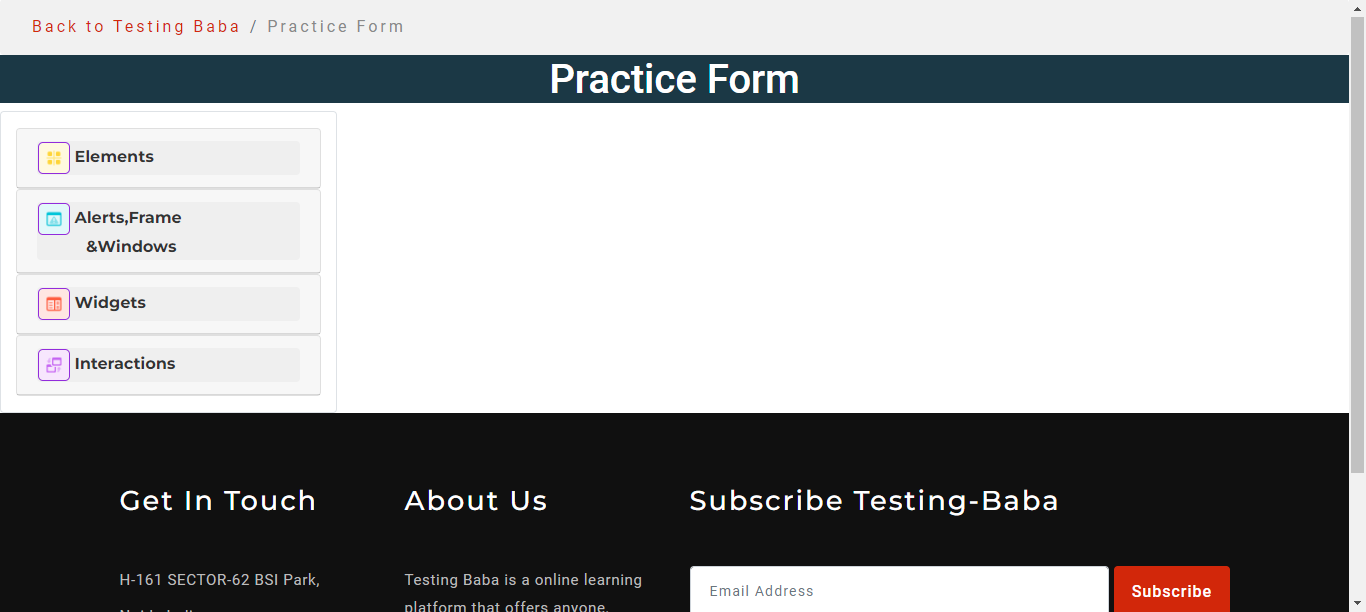 Back to Testing Baba / Practice Form
Practice Form
Elements
Alerts,Frame
&Windows
Widgets
Interactions
Get In Touch
H-161 SECTOR-62 BSI Park,
About Us
Testing Baba is a online learning
platform that offers anyone,
Subscribe Testing-Baba
Email Address
Subscribe